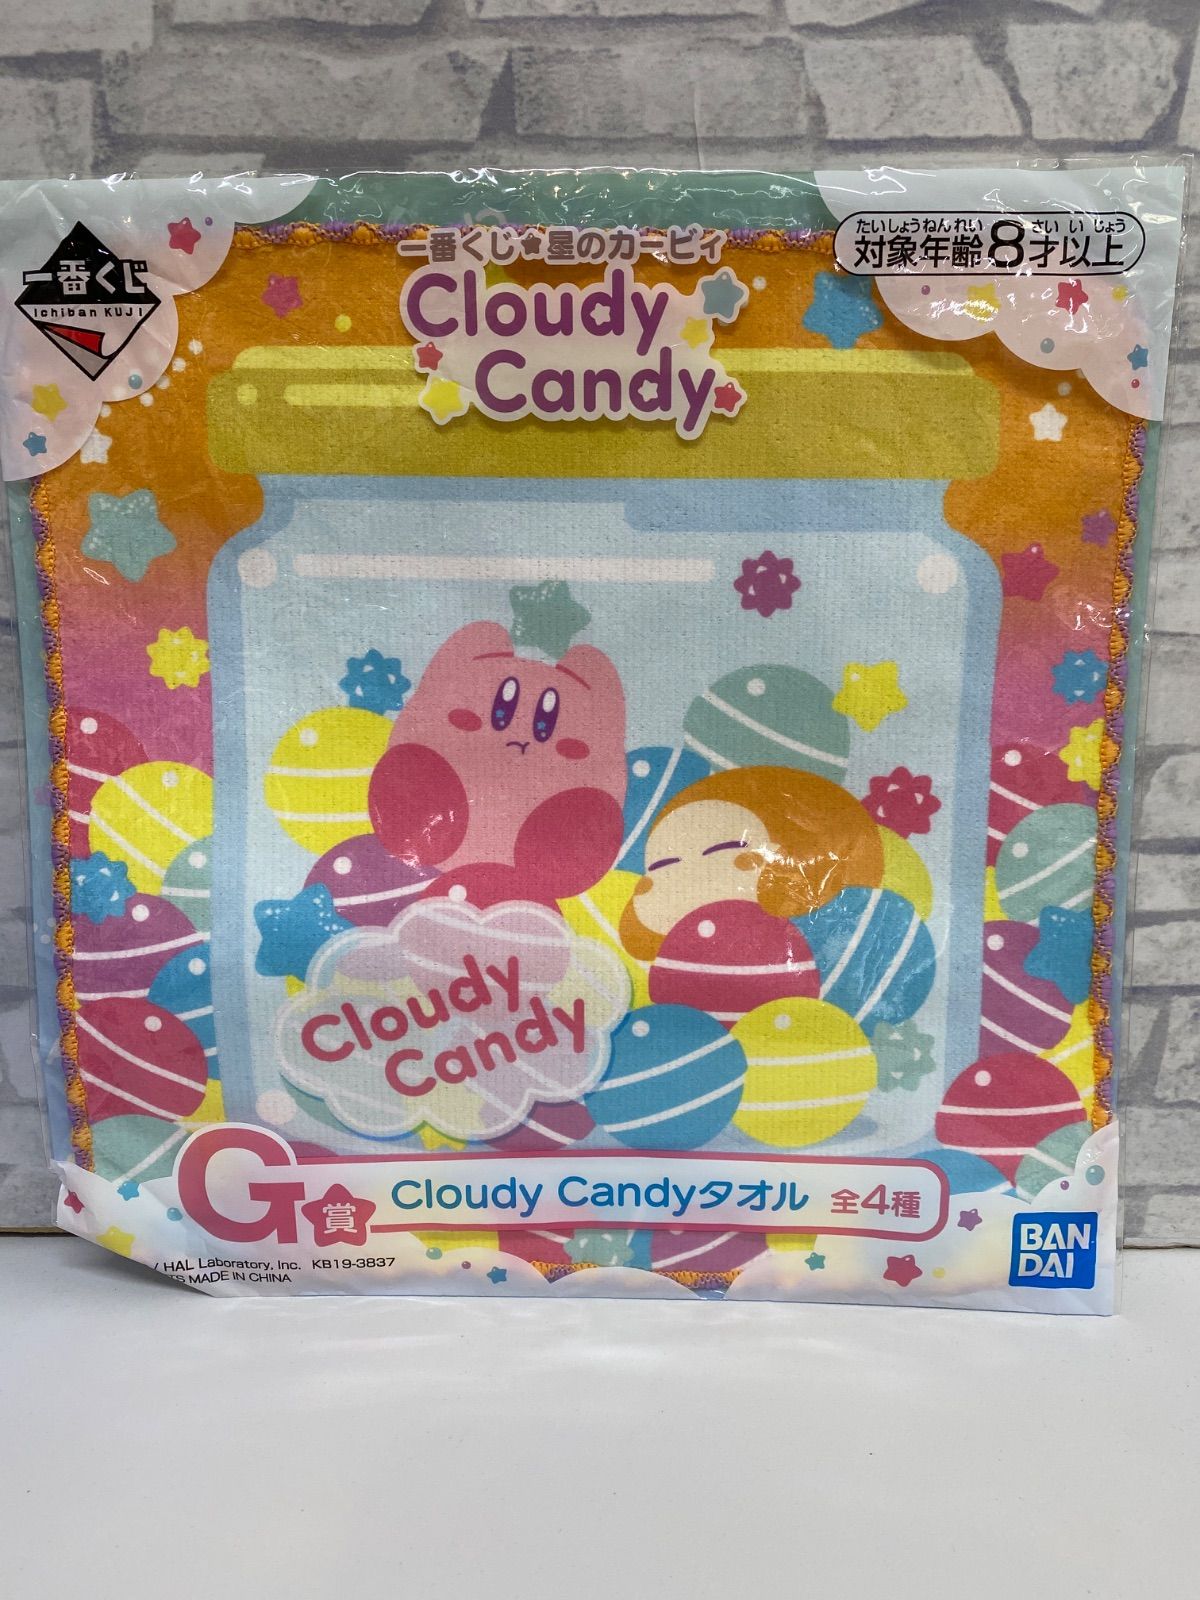 一番くじ
Ichiban KUJI
一番くじ★星のカービィ
Cloudy
Candy
たいしょうねんれい さい いじょう
対象年齢8才以上
Cloudy
Candy
G賞 Cloudy Candyタオル 全4種
HAL Laboratory, Inc. KB19-3837
MADE IN CHINA
BAN
DAI